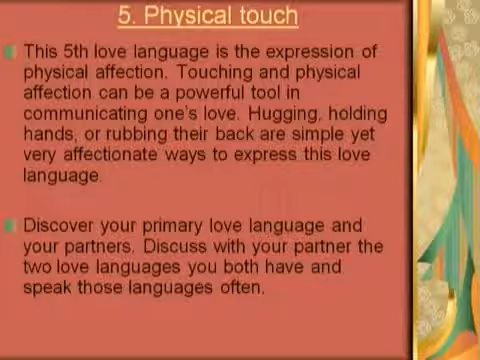 5. Physical touch
This 5th love language is the expression of
physical affection. Touching and physical
affection can be a powerful tool in
communicating one's love. Hugging, holding
hands, or rubbing their back are simple yet
very affectionate ways to express this love
language.
Discover your primary love language and
your partners. Discuss with your partner the
two love languages you both have and
speak those languages often.